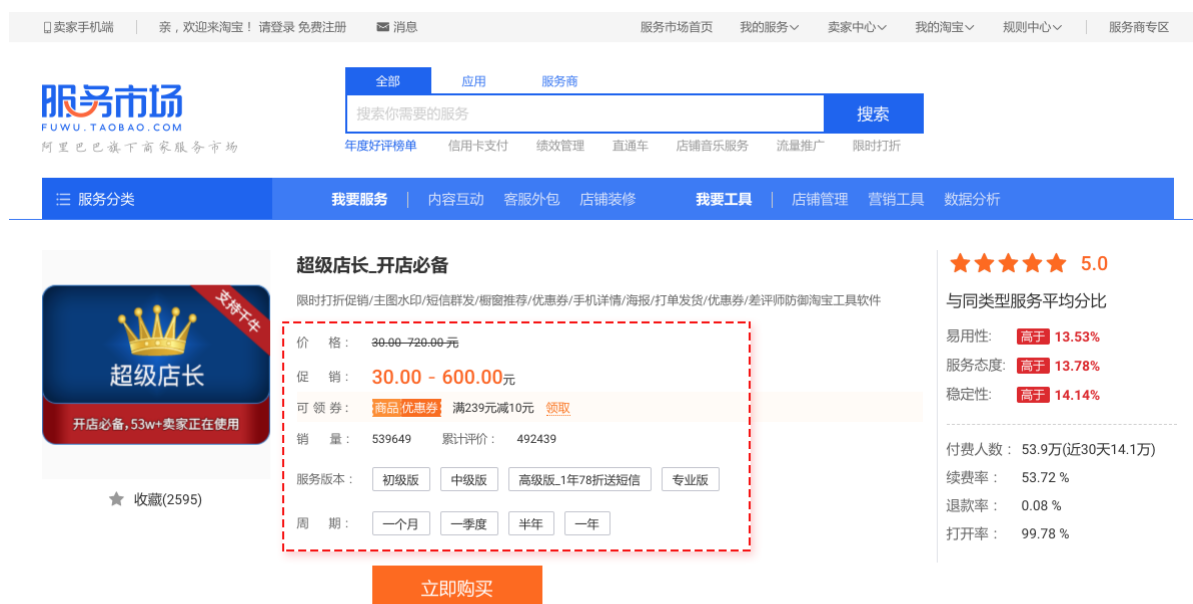 卖家手机端 亲，欢迎来淘宝！ 请登录 免费注册 消息 服务市场首页 我的服务 卖家中心 我的淘宝 规则中心 服务商专区
全部 应用 服务商
服务市场
FUWU.TAOBAO.COM
阿里巴巴旗下商家服务市场
搜索你需要的服务 搜索
年度好评榜单 信用卡支付 绩效管理 直通车 店铺音乐服务 流量推广 限时打折
服务分类 我要服务 内容互动 客服外包 店铺装修 我要工具 店铺管理 营销工具 数据分析
支持千牛
超级店长
开店必备,53w+卖家正在使用
收藏(2595)
超级店长_开店必备
限时打折促销/主图水印/短信群发/橱窗推荐/优惠券/手机详情/海报/打单发货/优惠券/差评师防御淘宝工具软件
价 格： 30.00-720.00元
促 销： 30.00 - 600.00元
可领券： 商品优惠券 满239元减10元 领取
销 量： 539649 累计评价： 492439
服务版本： 初级版 中级版 高级版_1年78折送短信 专业版
周 期： 一个月 一季度 半年 一年
立即购买
5.0
与同类型服务平均分比
易用性: 高于 13.53%
服务态度: 高于 13.78%
稳定性: 高于 14.14%
付费人数： 53.9万(近30天14.1万)
续费率： 53.72 %
退款率： 0.08 %
打开率： 99.78 %